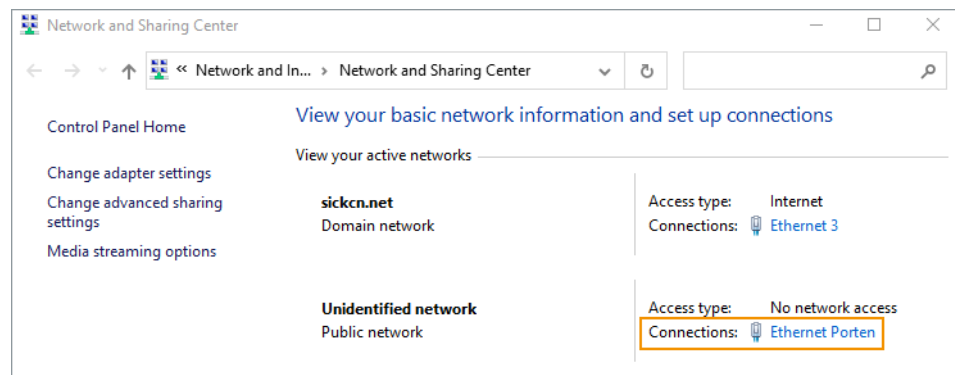 Network and Sharing Center
« Network and In... › Network and Sharing Center
Control Panel Home
Change adapter settings
Change advanced sharing
settings
Media streaming options
View your basic network information and set up connections
View your active networks
sickcn.net
Domain network
Access type: Internet
Connections: Ethernet 3
Unidentified network
Public network
Access type: No network access
Connections: Ethernet Porten